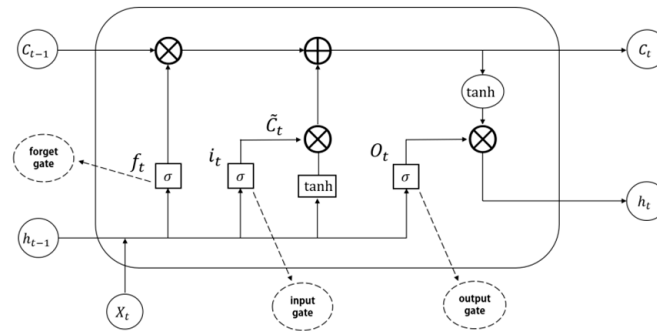 C_{t-1}
C_t
tanh
C̃_t
forget
gate
f_t
i_t
O_t
σ
σ
tanh
σ
h_t
h_{t-1}
X_t
input
gate
output
gate